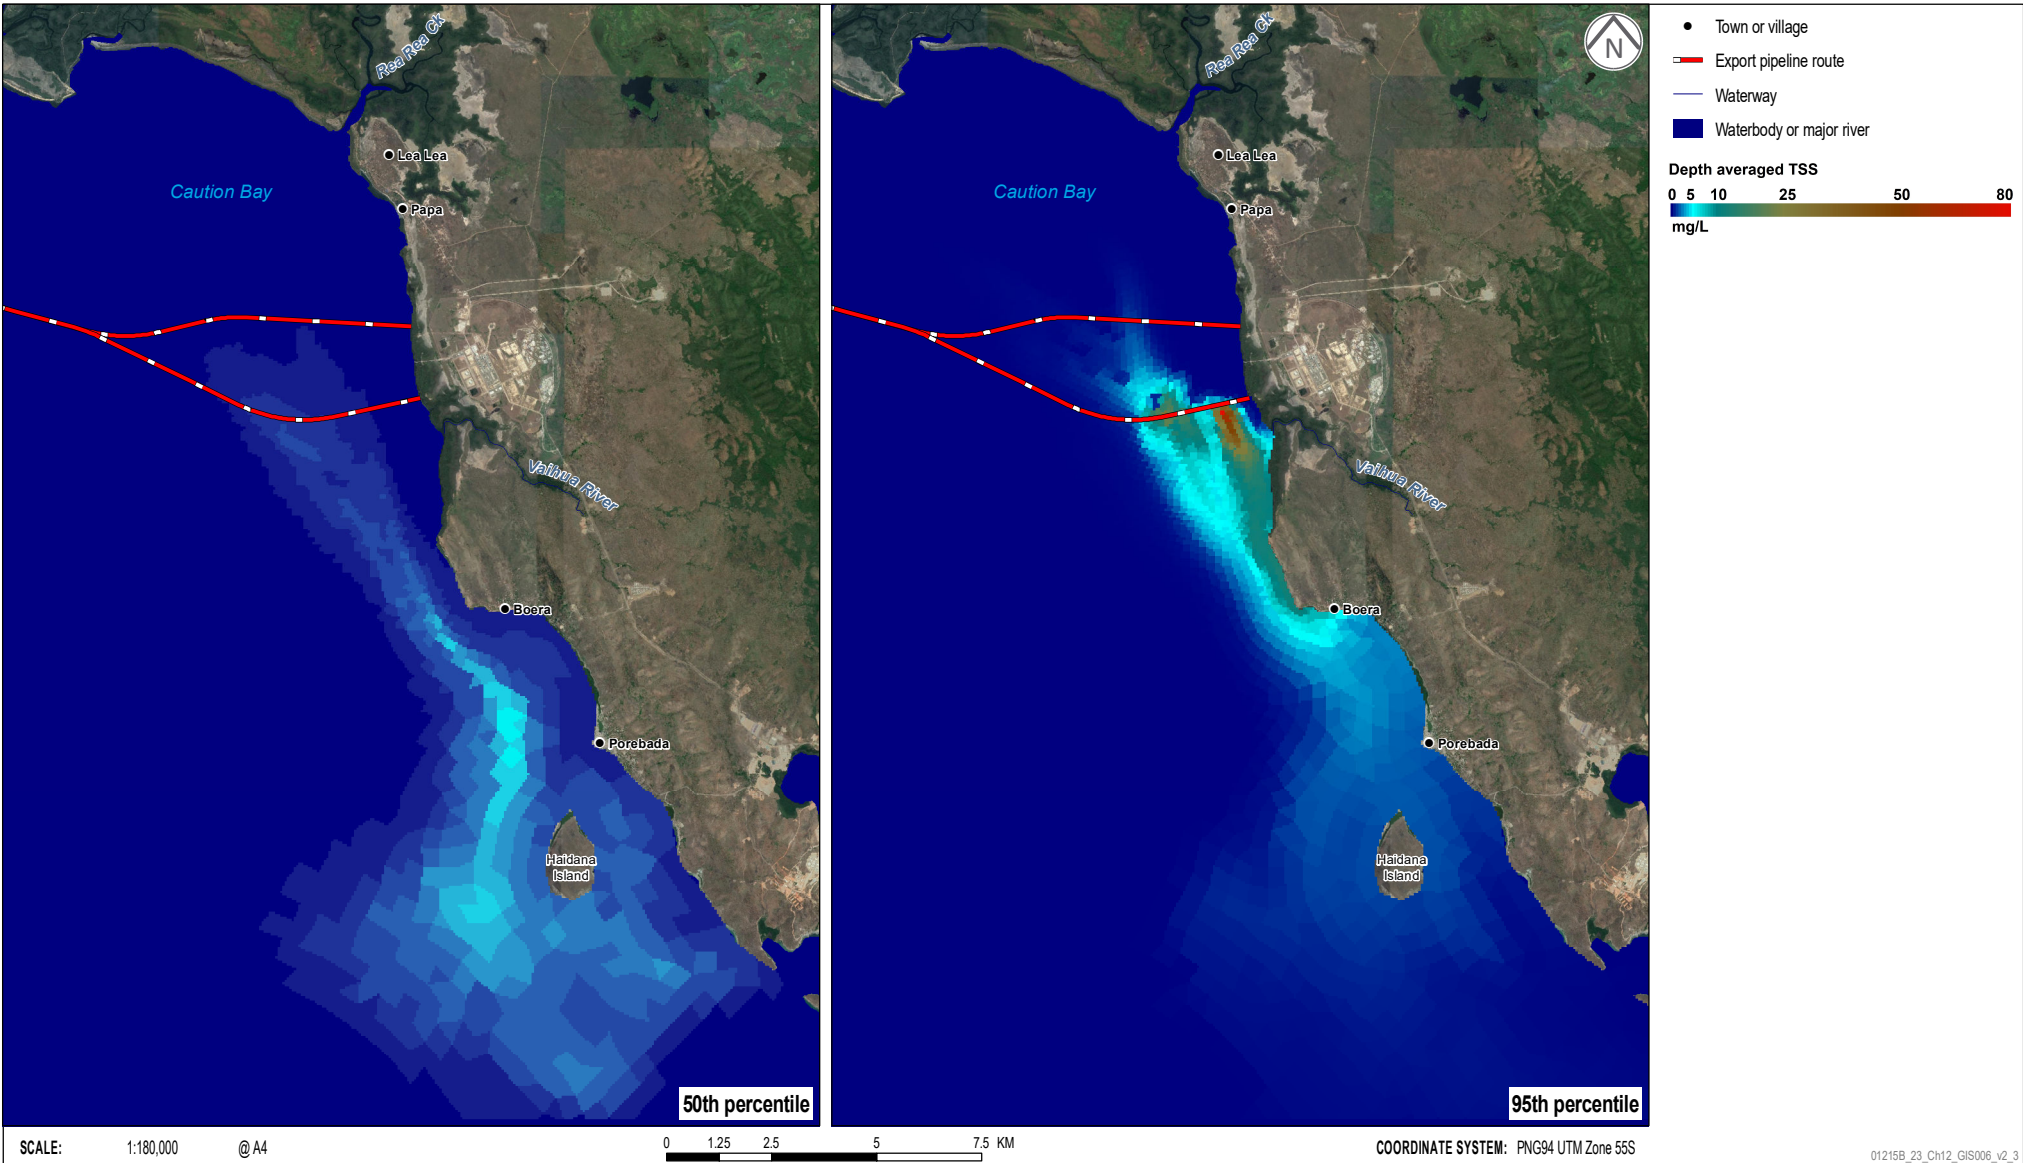 Rea Rea Ck
Lea Lea
Caution Bay
Papa
Vaihua River
Boera
Porebada
Haidana
Island
50th percentile
Rea Rea Ck
N
Lea Lea
Caution Bay
Papa
Vaihua River
Boera
Porebada
Haidana
Island
95th percentile
Town or village
Export pipeline route
Waterway
Waterbody or major river
Depth averaged TSS
0 5 10 25 50 80
mg/L
SCALE: 1:180,000 @ A4
0 1.25 2.5 5 7.5 KM
COORDINATE SYSTEM: PNG94 UTM Zone 55S
01215B_23_Ch12_GIS006_v2_3